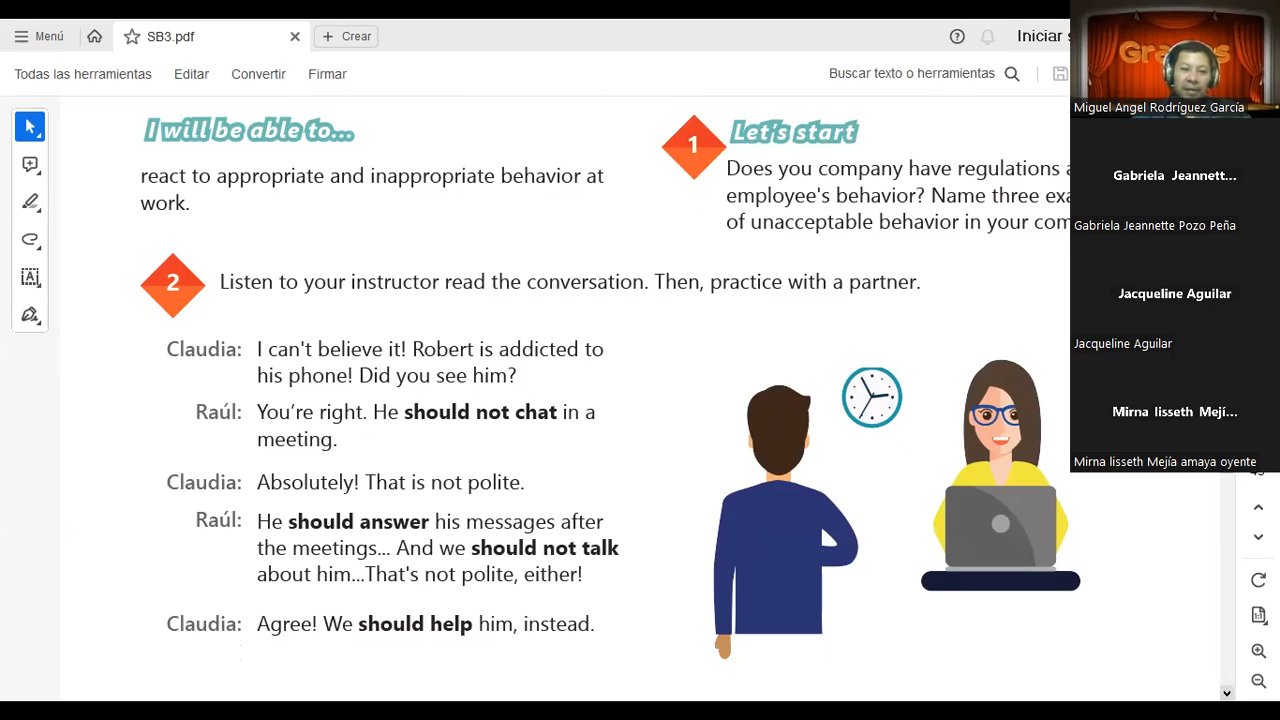 Menú
SB3.pdf
Crear
Iniciar s
Todas las herramientas
Editar
Convertir
Firmar
Buscar texto o herramientas
Miguel Angel Rodríguez García
Gabriela Jeannett...
Gabriela Jeannette Pozo Peña
Jacqueline Aguilar
Jacqueline Aguilar
Mirna lisseth Mejí...
Mirna lisseth Mejía amaya oyente
I will be able to...
react to appropriate and inappropriate behavior at
work.
1
Let's start
Does you company have regulations a
employee's behavior? Name three exa
of unacceptable behavior in your com
2
Listen to your instructor read the conversation. Then, practice with a partner.
Claudia: I can't believe it! Robert is addicted to
his phone! Did you see him?
Raúl: You're right. He should not chat in a
meeting.
Claudia: Absolutely! That is not polite.
Raúl: He should answer his messages after
the meetings... And we should not talk
about him...That's not polite, either!
Claudia: Agree! We should help him, instead.
1:1